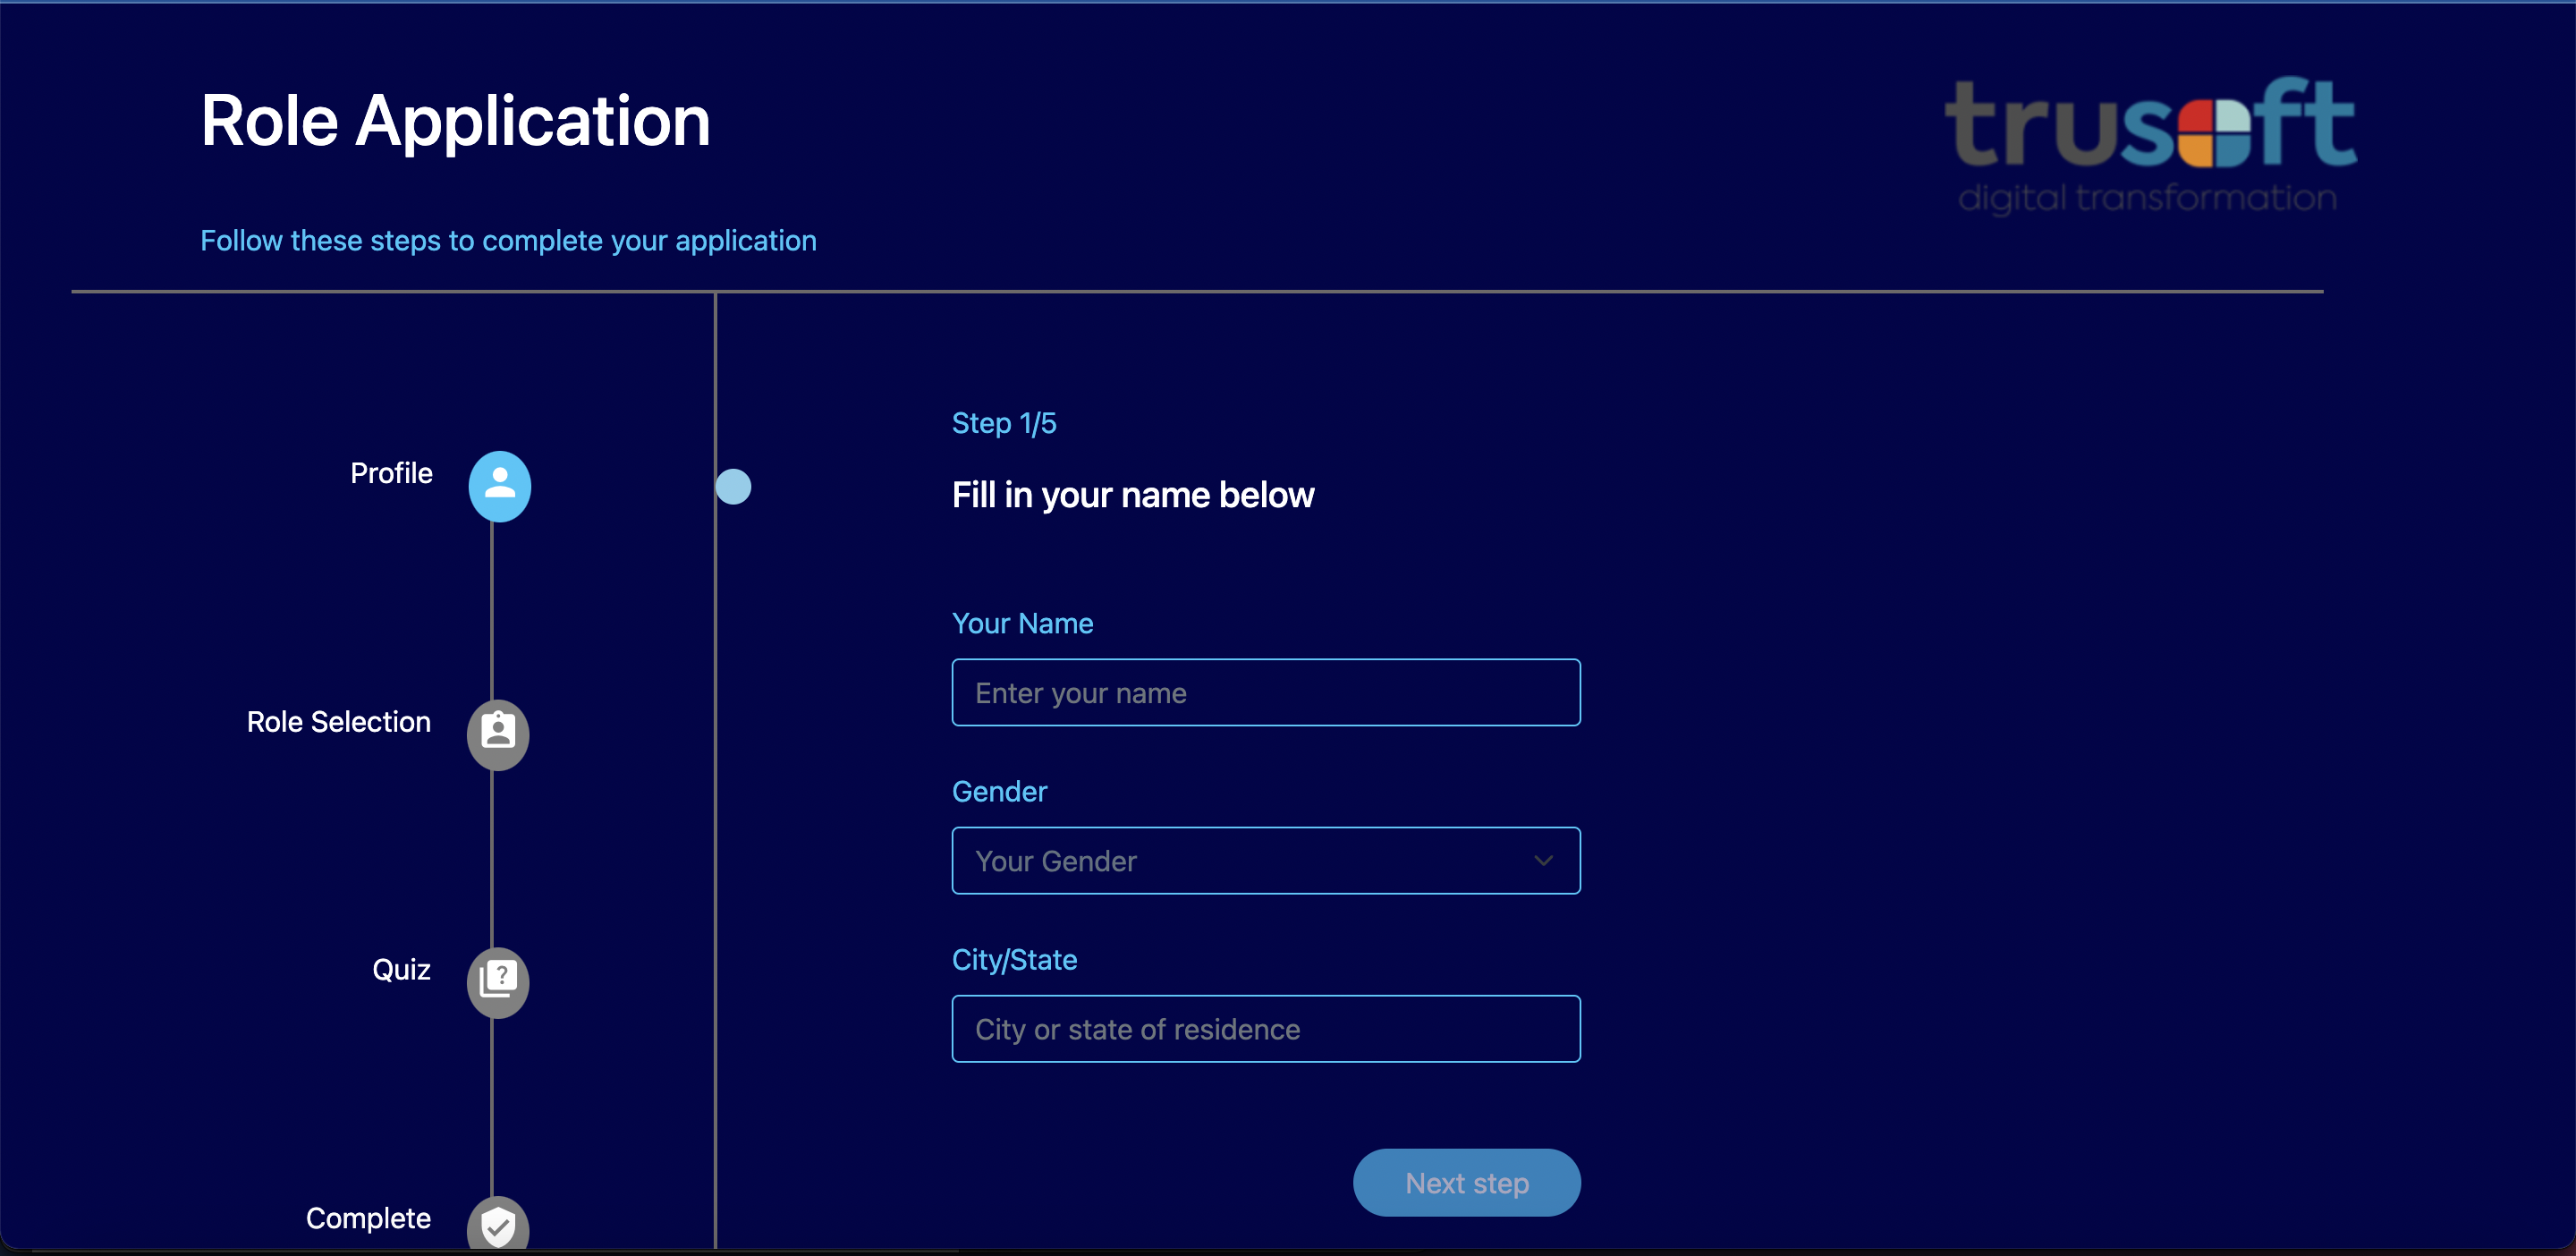 Role Application
trusoft
digital transformation
Follow these steps to complete your application
Step 1/5
Profile
Fill in your name below
Your Name
Enter your name
Role Selection
Gender
Your Gender
City/State
Quiz
?
City or state of residence
Next step
Complete